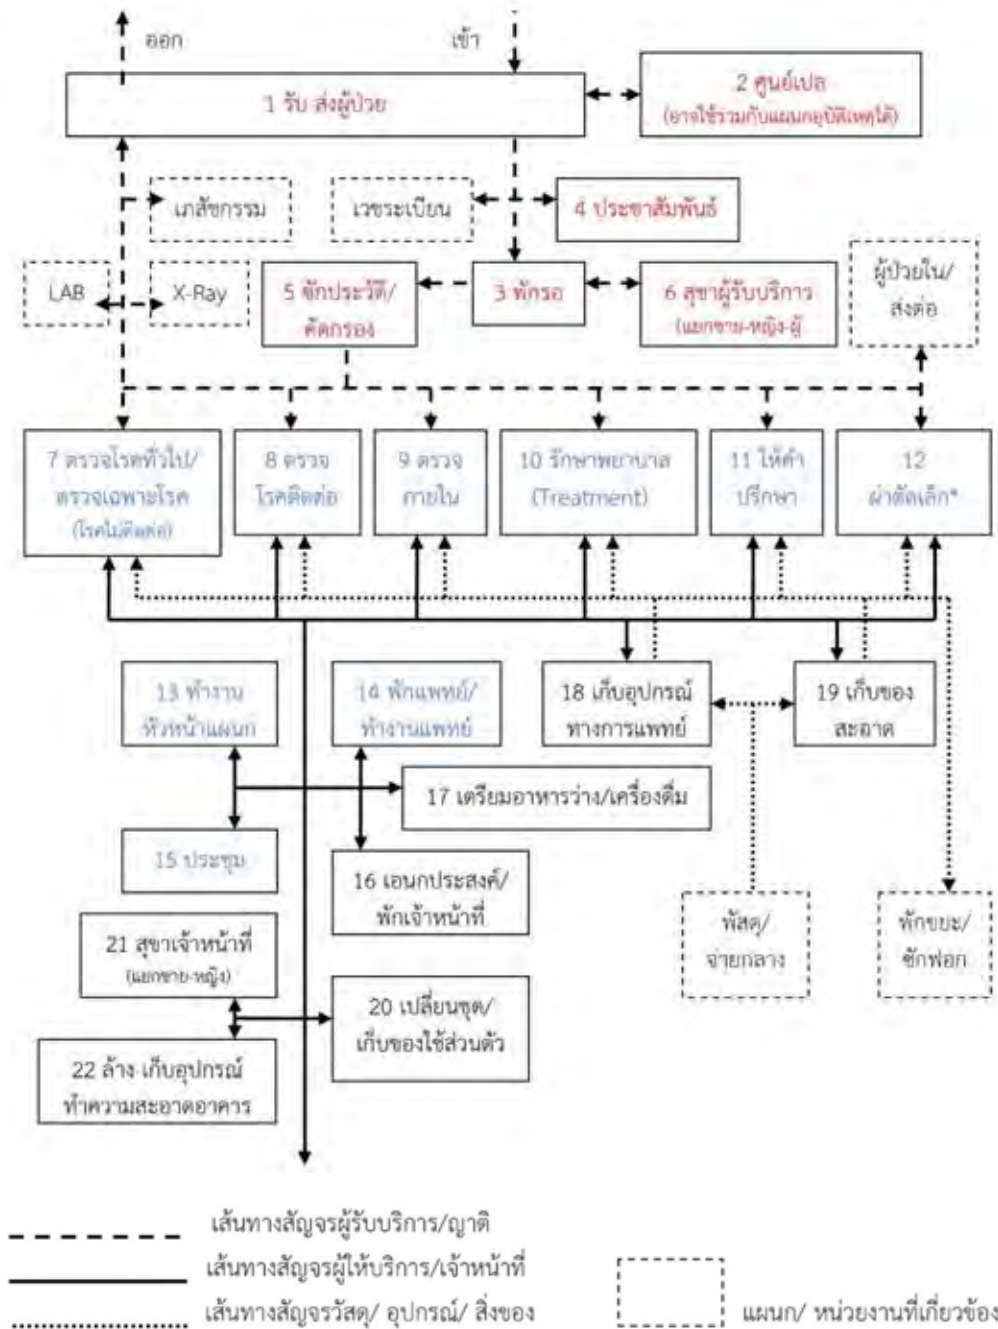 ออก
เข้า
1 รับ ส่งผู้ป่วย
2 ศูนย์เปล
(อาจใช้รวมกับแผนกอุบัติเหตุได้)
เภสัชกรรม
เวชระเบียน
4 ประชาสัมพันธ์
LAB
X-Ray
5 ซักประวัติ/
คัดกรอง
3 พักรอ
6 สุขาผู้รับบริการ
(แยกชาย-หญิง-ผู้
ผู้ป่วยใน/
ส่งต่อ
7 ตรวจโรคทั่วไป/
ตรวจเฉพาะโรค
(โรคไม่ติดต่อ)
8 ตรวจ
โรคติดต่อ
9 ตรวจ
ภายใน
10 รักษาพยาบาล
(Treatment)
11 ให้คำ
ปรึกษา
12
ผ่าตัดเล็ก*
13 ทำงาน
หัวหน้าแผนก
14 พักแพทย์/
ทำงานแพทย์
18 เก็บอุปกรณ์
ทางการแพทย์
19 เก็บของ
สะอาด
17 เตรียมอาหารว่าง/เครื่องดื่ม
15 ประชุม
16 เอนกประสงค์/
พักเจ้าหน้าที่
พัสดุ/
จ่ายกลาง
พักขยะ/
ซักฟอก
21 สุขาเจ้าหน้าที่
(แยกชาย-หญิง)
20 เปลี่ยนชุด/
เก็บของใช้ส่วนตัว
22 ล้าง เก็บอุปกรณ์
ทำความสะอาดอาคาร
เส้นทางสัญจรผู้รับบริการ/ญาติ
เส้นทางสัญจรผู้ให้บริการ/เจ้าหน้าที่
เส้นทางสัญจรวัสดุ/ อุปกรณ์/ สิ่งของ
แผนก/ หน่วยงานที่เกี่ยวข้อง